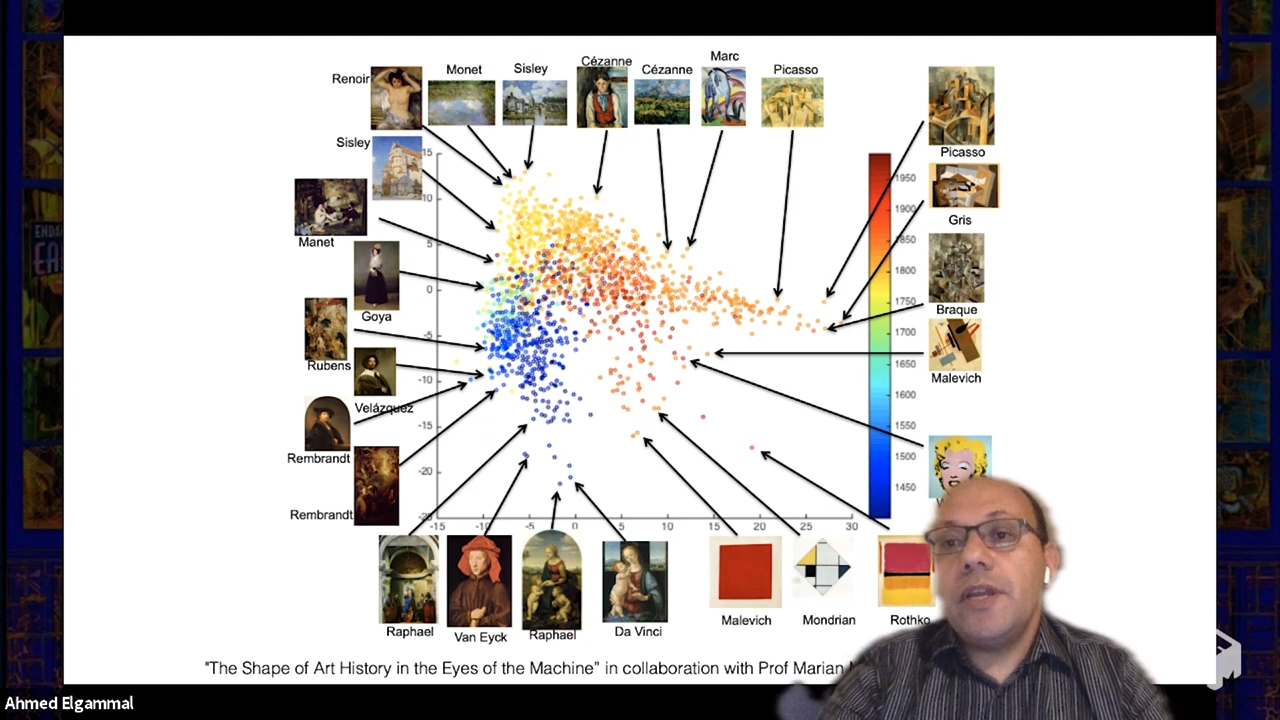 Renoir
Monet
Sisley
Cézanne
Cézanne
Marc
Picasso
Sisley
Manet
Goya
Rubens
Velázquez
Rembrandt
Rembrandt
Picasso
Gris
Braque
Malevich
15
10
5
0
-5
-10
-15
-20
-15
-10
-5
0
5
10
15
20
25
30
1950
1900
1850
1800
1750
1700
1650
1600
1550
1500
1450
Raphael
Van Eyck
Raphael
Da Vinci
Malevich
Mondrian
Rothko
"The Shape of Art History in the Eyes of the Machine" in collaboration with Prof Marian
Ahmed Elgammal